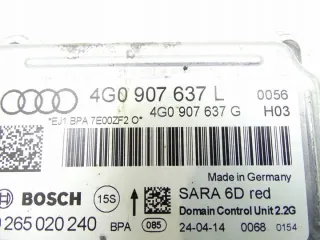 4G0 907 637 L 0056
*EJ1 BPA 7E00ZF2 O* 4G0 907 637 G H03
Made in Germany
BOSCH 15S SARA 6D red
Domain Control Unit 2.2G
265 020 240 BPA 085 24-04-14 0068 0154